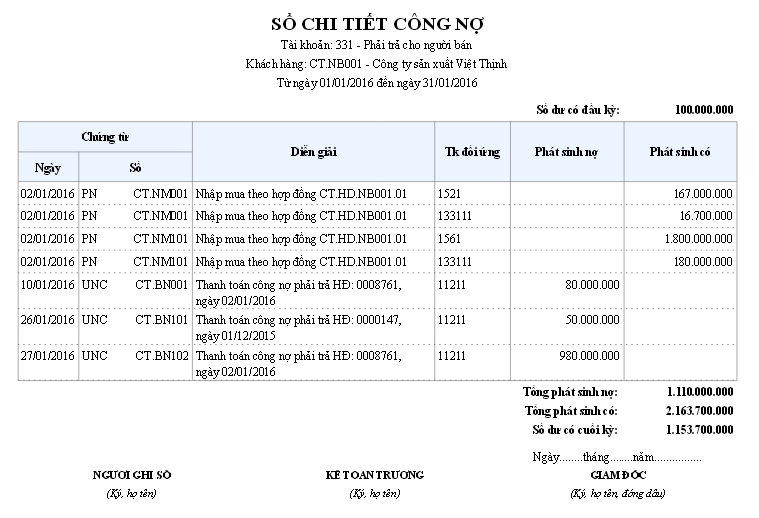 SỔ CHI TIẾT CÔNG NỢ
Tài khoản: 331 - Phải trả cho người bán
Khách hàng: CT.NB001 - Công ty sản xuất Việt Thịnh
Từ ngày 01/01/2016 đến ngày 31/01/2016
Số dư có đầu kỳ: 100.000.000
Chứng từ Diễn giải Tk đối ứng Phát sinh nợ Phát sinh có
Ngày Số
02/01/2016 PN CT.NM001 Nhập mua theo hợp đồng CT.HD.NB001.01 1521 167.000.000
02/01/2016 PN CT.NM001 Nhập mua theo hợp đồng CT.HD.NB001.01 133111 16.700.000
02/01/2016 PN CT.NM101 Nhập mua theo hợp đồng CT.HD.NB001.01 1561 1.800.000.000
02/01/2016 PN CT.NM101 Nhập mua theo hợp đồng CT.HD.NB001.01 133111 180.000.000
10/01/2016 UNC CT.BN001 Thanh toán công nợ phải trả HĐ: 0008761, 11211 80.000.000
ngày 02/01/2016
26/01/2016 UNC CT.BN101 Thanh toán công nợ phải trả HĐ: 0000147, 11211 50.000.000
ngày 01/12/2015
27/01/2016 UNC CT.BN102 Thanh toán công nợ phải trả HĐ: 0008761, 11211 980.000.000
ngày 02/01/2016
Tổng phát sinh nợ: 1.110.000.000
Tổng phát sinh có: 2.163.700.000
Số dư có cuối kỳ: 1.153.700.000
Ngày........tháng........năm................
NGƯỜI GHI SỔ KẾ TOÁN TRƯỞNG GIÁM ĐỐC
(Ký, họ tên) (Ký, họ tên) (Ký, họ tên, đóng dấu)